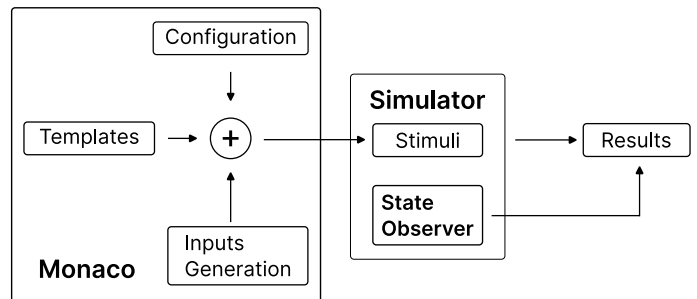 Configuration
Simulator
Templates
+
Stimuli
Results
State
Observer
Inputs
Generation
Monaco